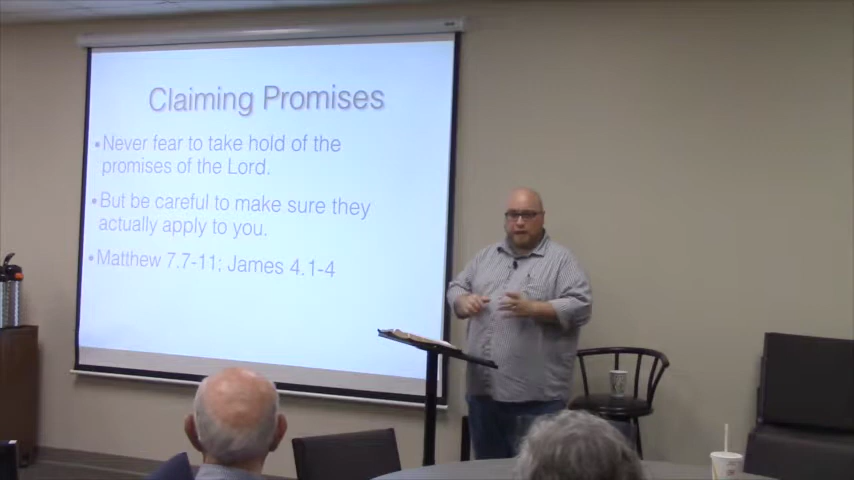 Claiming Promises
•Never fear to take hold of the
promises of the Lord.
•But be careful to make sure they
actually apply to you.
•Matthew 7.7-11; James 4.1-4